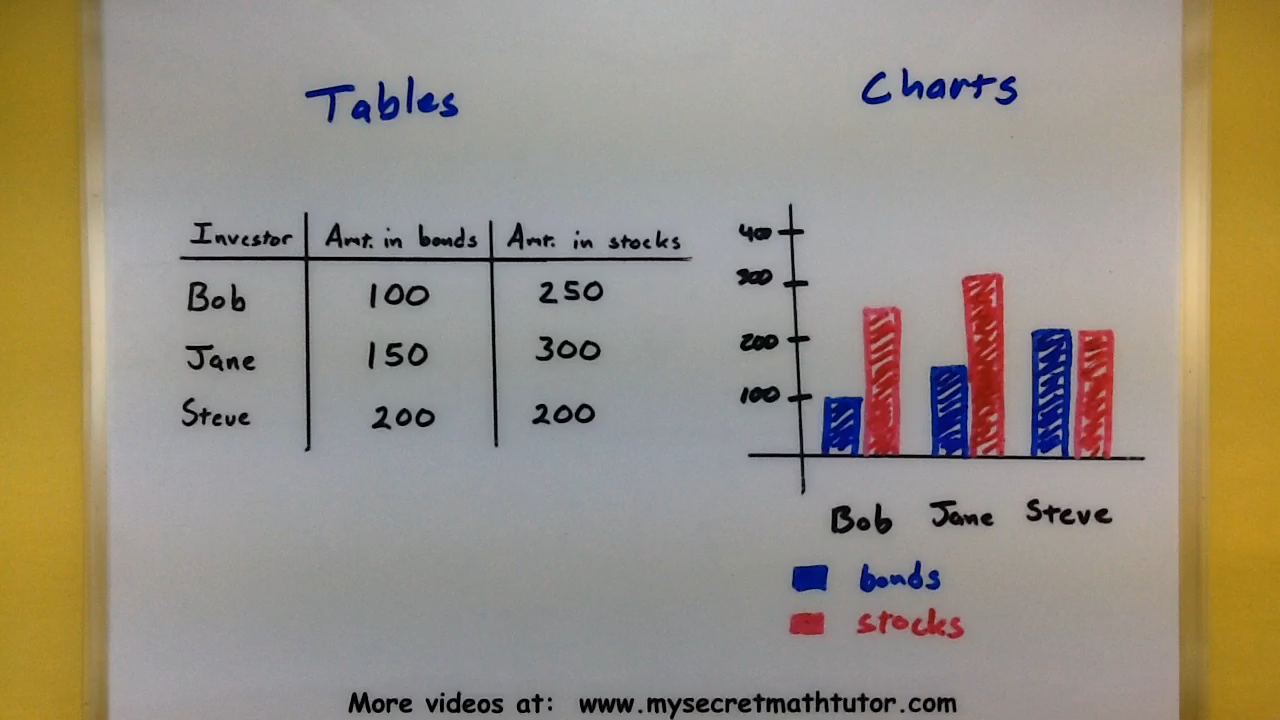 Tables
Charts
Investor Amt. in bonds Amt. in stocks
Bob 100 250
Jane 150 300
Steve 200 200
400
300
200
100
Bob Jane Steve
bonds
stocks
More videos at: www.mysecretmathtutor.com